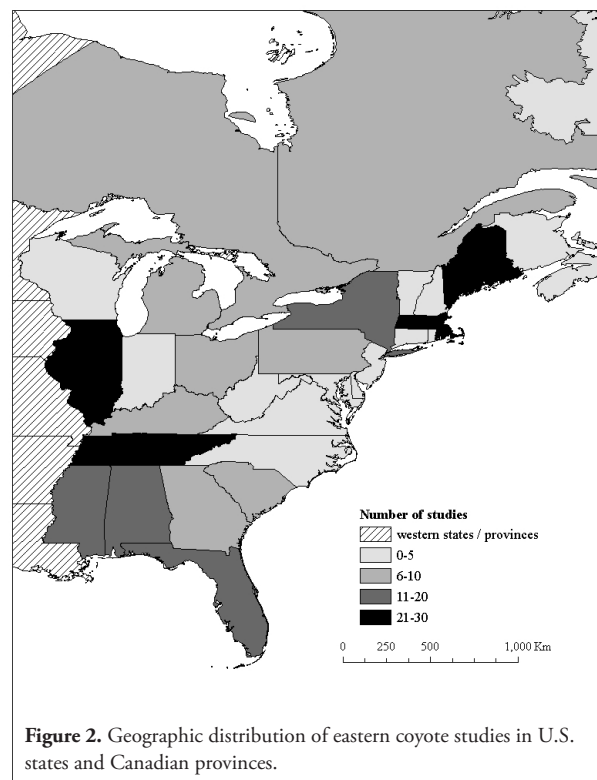 Number of studies
western states / provinces
0-5
6-10
11-20
21-30
0 250 500 1,000 Km
Figure 2. Geographic distribution of eastern coyote studies in U.S.
states and Canadian provinces.